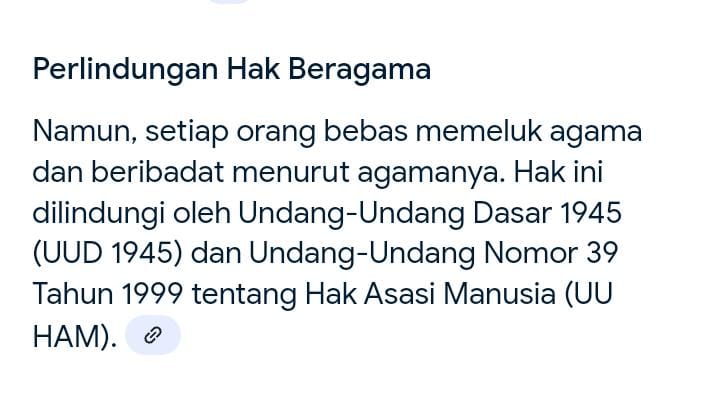 Perlindungan Hak Beragama
Namun, setiap orang bebas memeluk agama
dan beribadat menurut agamanya. Hak ini
dilindungi oleh Undang-Undang Dasar 1945
(UUD 1945) dan Undang-Undang Nomor 39
Tahun 1999 tentang Hak Asasi Manusia (UU
HAM).